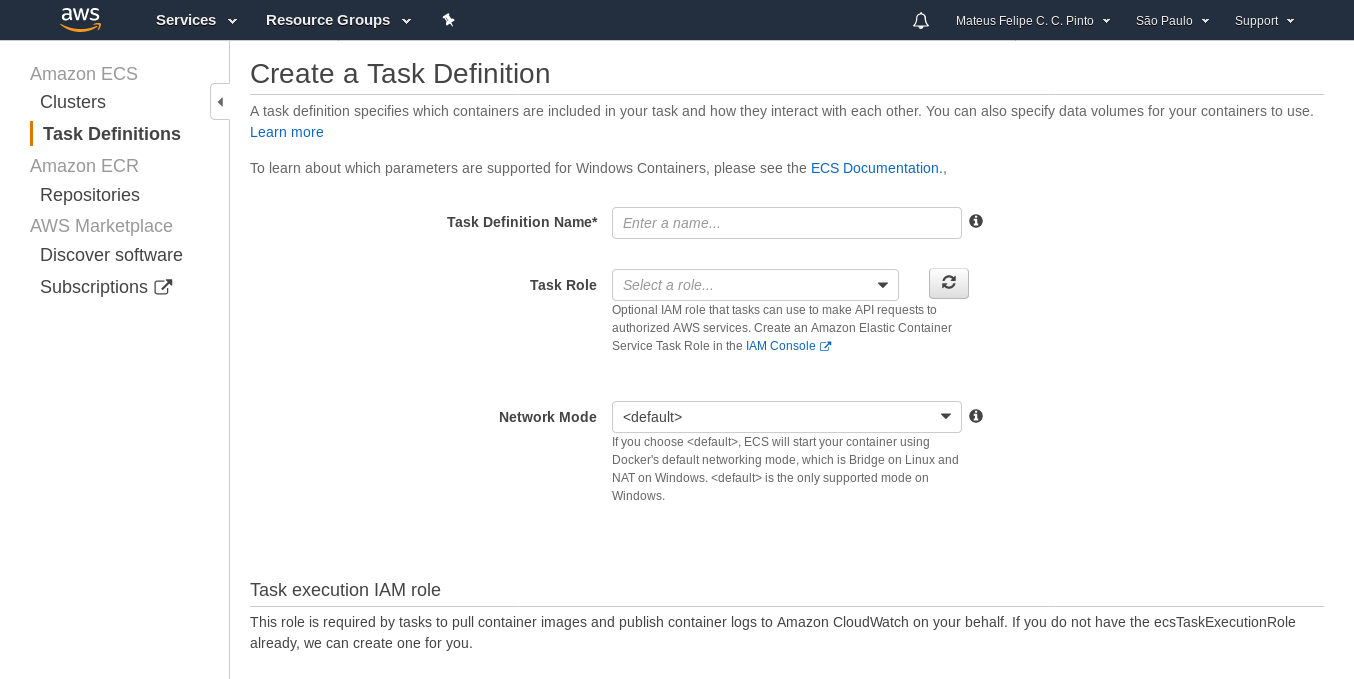 aws Services Resource Groups Mateus Felipe C. C. Pinto São Paulo Support
Amazon ECS
Clusters
Task Definitions
Amazon ECR
Repositories
AWS Marketplace
Discover software
Subscriptions
Create a Task Definition
A task definition specifies which containers are included in your task and how they interact with each other. You can also specify data volumes for your containers to use.
Learn more
To learn about which parameters are supported for Windows Containers, please see the ECS Documentation.,
Task Definition Name* Enter a name...
Task Role Select a role...
Optional IAM role that tasks can use to make API requests to
authorized AWS services. Create an Amazon Elastic Container
Service Task Role in the IAM Console
Network Mode <default>
If you choose <default>, ECS will start your container using
Docker's default networking mode, which is Bridge on Linux and
NAT on Windows. <default> is the only supported mode on
Windows.
Task execution IAM role
This role is required by tasks to pull container images and publish container logs to Amazon CloudWatch on your behalf. If you do not have the ecsTaskExecutionRole
already, we can create one for you.